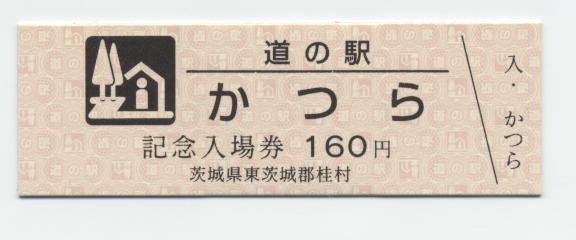 道の駅
かつら
記念入場券 160円
茨城県東茨城郡桂村
入・かつら